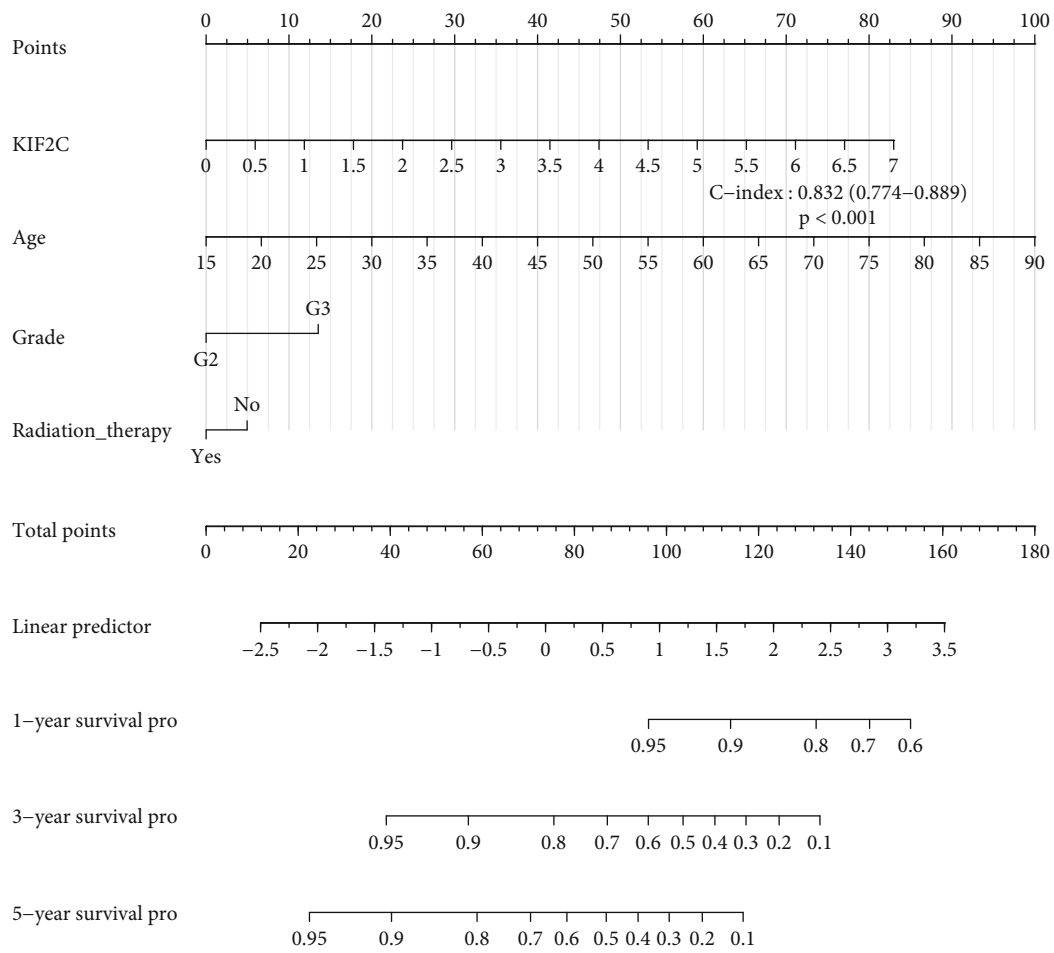 0 10 20 30 40 50 60 70 80 90 100
Points
KIF2C
0 0.5 1 1.5 2 2.5 3 3.5 4 4.5 5 5.5 6 6.5 7
C−index : 0.832 (0.774−0.889)
p < 0.001
Age
15 20 25 30 35 40 45 50 55 60 65 70 75 80 85 90
G3
Grade
G2
No
Radiation_therapy
Yes
Total points
0 20 40 60 80 100 120 140 160 180
Linear predictor
−2.5 −2 −1.5 −1 −0.5 0 0.5 1 1.5 2 2.5 3 3.5
1−year survival pro
0.95 0.9 0.8 0.7 0.6
3−year survival pro
0.95 0.9 0.8 0.7 0.6 0.5 0.4 0.3 0.2 0.1
5−year survival pro
0.95 0.9 0.8 0.7 0.6 0.5 0.4 0.3 0.2 0.1